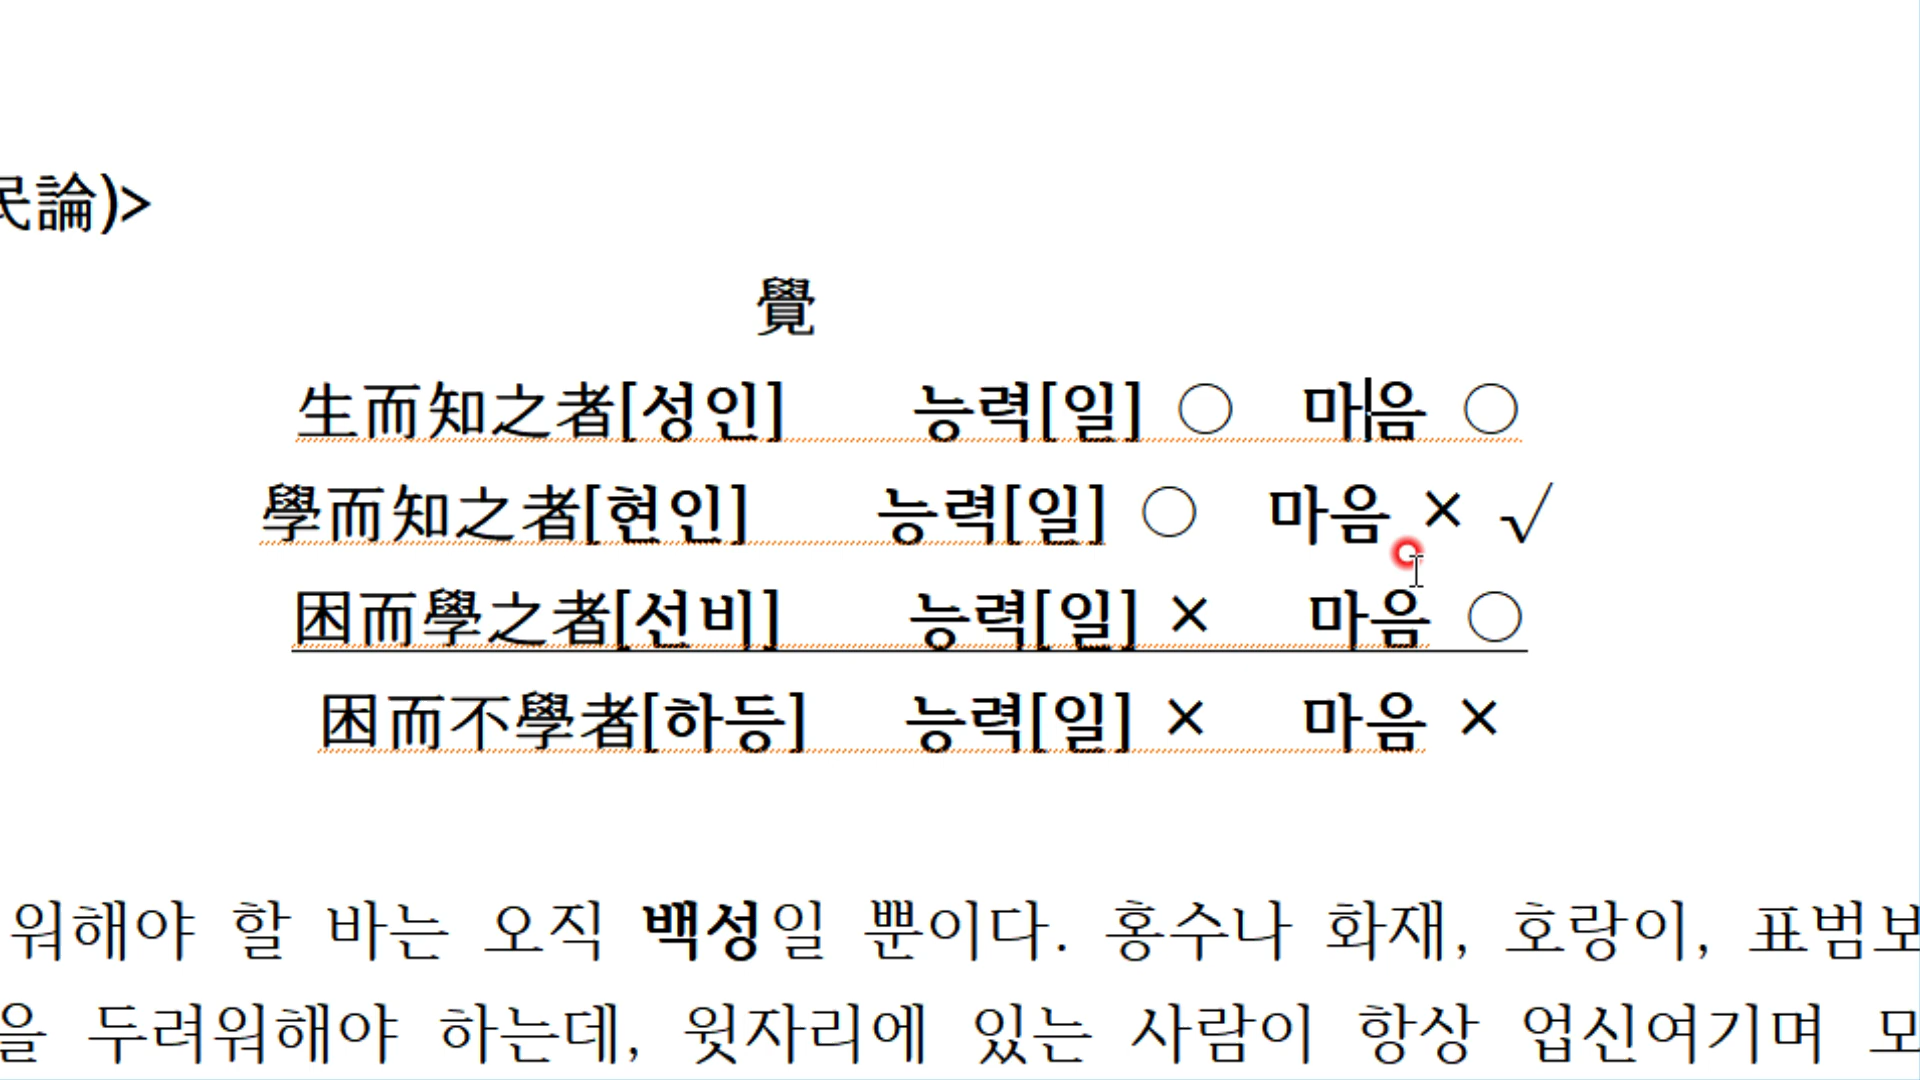 民論)>
覺
生而知之者[성인] 능력[일] ○ 마음 ○
學而知之者[현인] 능력[일] ○ 마음 × √
困而學之者[선비] 능력[일] × 마음 ○
困而不學者[하등] 능력[일] × 마음 ×
워해야 할 바는 오직 백성일 뿐이다. 홍수나 화재, 호랑이, 표범보
을 두려워해야 하는데, 윗자리에 있는 사람이 항상 업신여기며 모